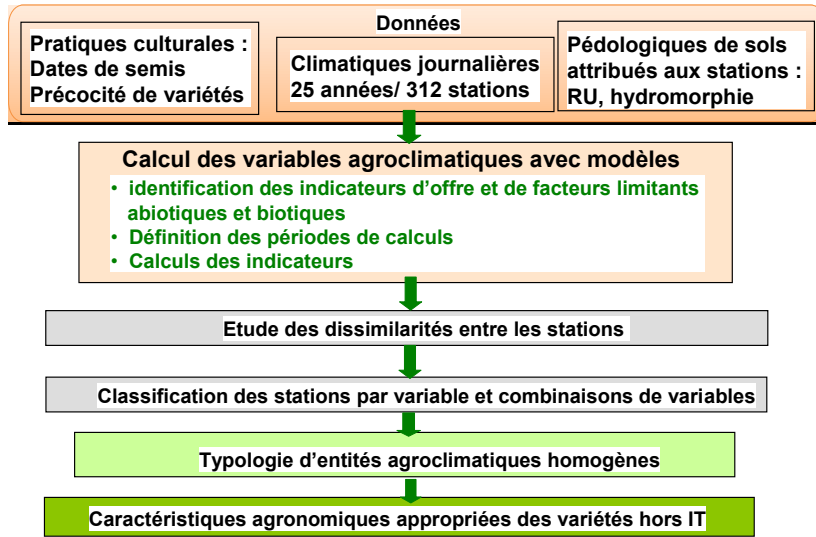 Données
Pratiques culturales :
Dates de semis
Précocité de variétés
Climatiques journalières
25 années/ 312 stations
Pédologiques de sols
attribués aux stations :
RU, hydromorphie
Calcul des variables agroclimatiques avec modèles
• identification des indicateurs d'offre et de facteurs limitants
abiotiques et biotiques
• Définition des périodes de calculs
• Calculs des indicateurs
Etude des dissimilarités entre les stations
Classification des stations par variable et combinaisons de variables
Typologie d'entités agroclimatiques homogènes
Caractéristiques agronomiques appropriées des variétés hors IT